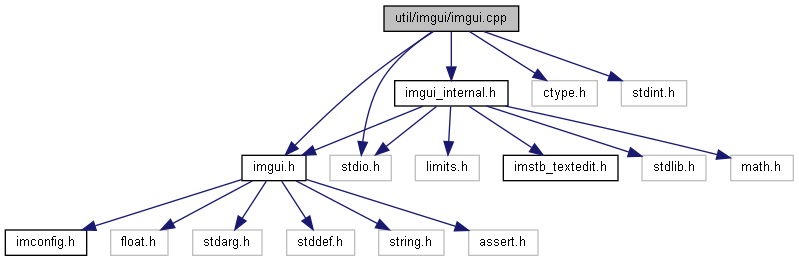 util/imgui/imgui.cpp
imgui_internal.h
ctype.h
stdint.h
imgui.h
stdio.h
limits.h
imstb_textedit.h
stdlib.h
math.h
imconfig.h
float.h
stdarg.h
stddef.h
string.h
assert.h